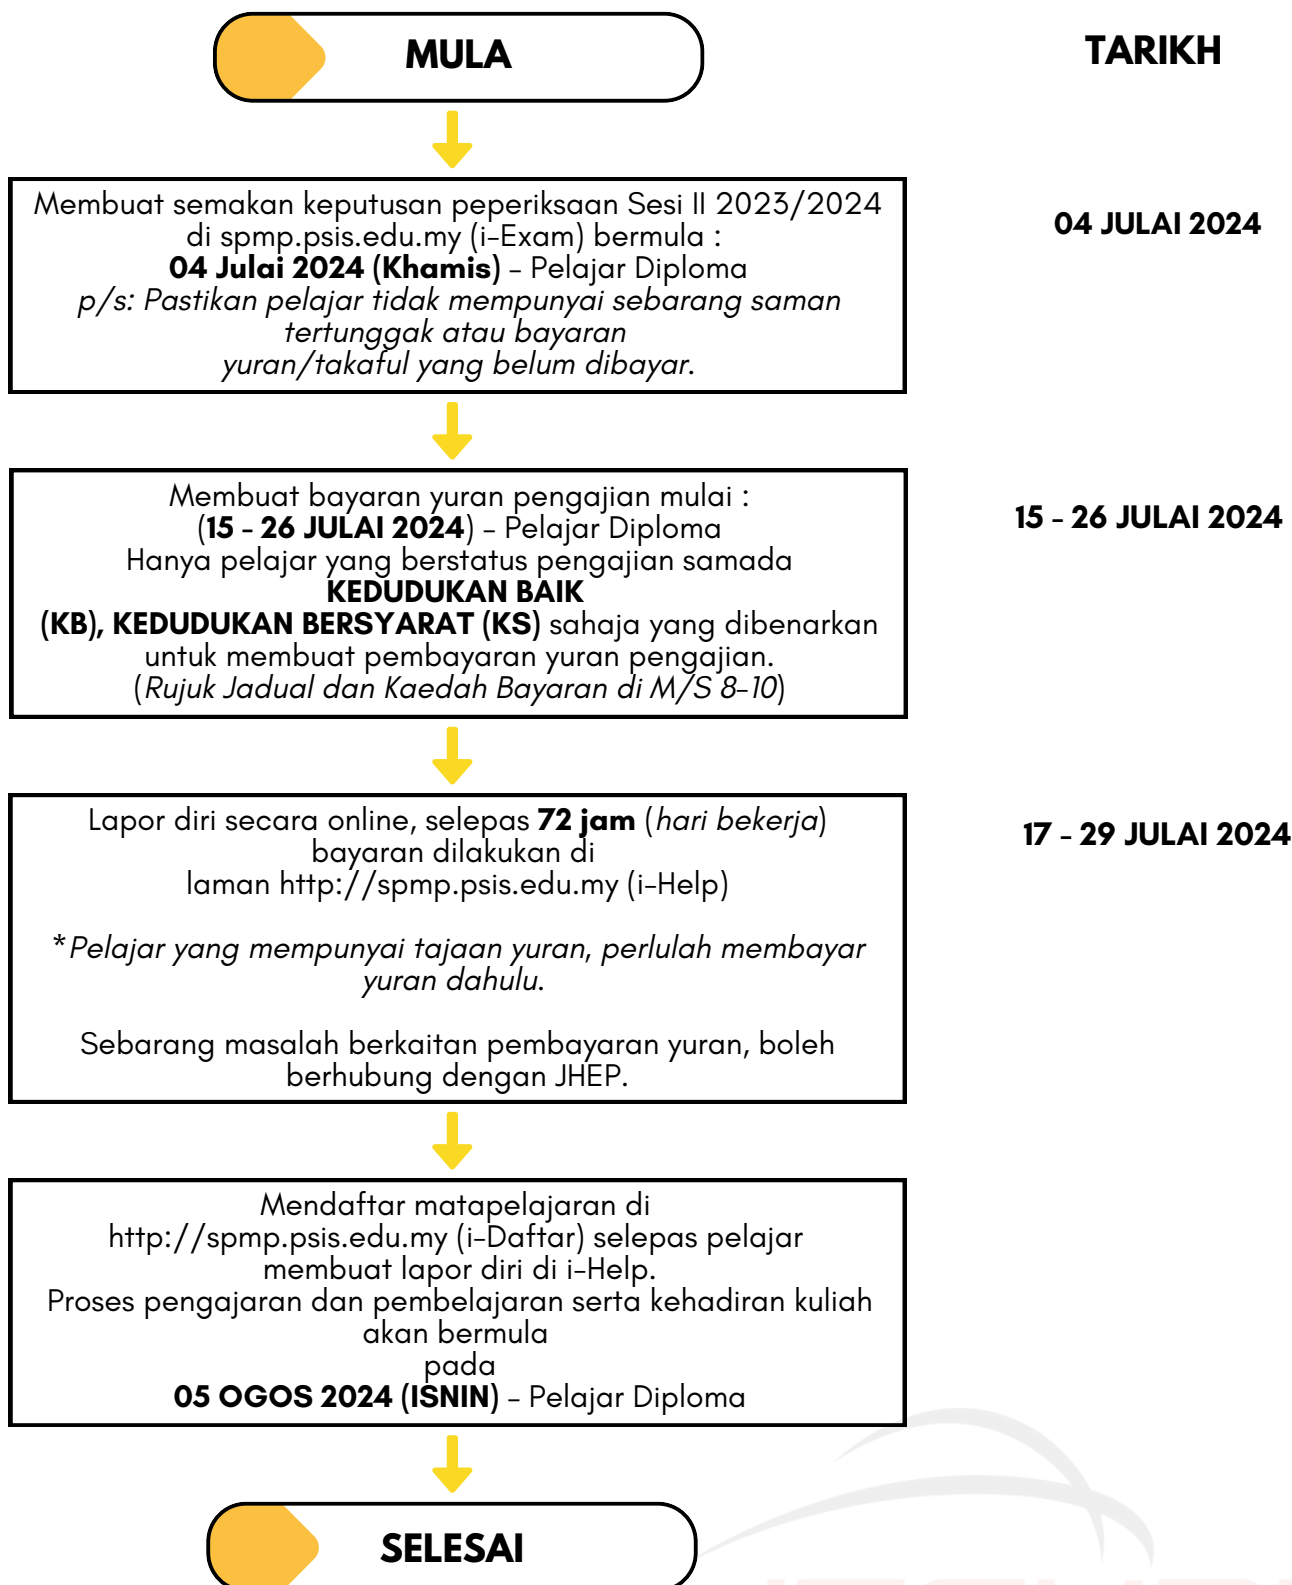 MULA
TARIKH
Membuat semakan keputusan peperiksaan Sesi II 2023/2024
di spmp.psis.edu.my (i-Exam) bermula :
04 Julai 2024 (Khamis) - Pelajar Diploma
p/s: Pastikan pelajar tidak mempunyai sebarang saman
tertunggak atau bayaran
yuran/takaful yang belum dibayar.
04 JULAI 2024
Membuat bayaran yuran pengajian mulai :
(15 - 26 JULAI 2024) - Pelajar Diploma
Hanya pelajar yang berstatus pengajian samada
KEDUDUKAN BAIK
(KB), KEDUDUKAN BERSYARAT (KS) sahaja yang dibenarkan
untuk membuat pembayaran yuran pengajian.
(Rujuk Jadual dan Kaedah Bayaran di M/S 8-10)
15 - 26 JULAI 2024
Lapor diri secara online, selepas 72 jam (hari bekerja)
bayaran dilakukan di
laman http://spmp.psis.edu.my (i-Help)
*Pelajar yang mempunyai tajaan yuran, perlulah membayar
yuran dahulu.
Sebarang masalah berkaitan pembayaran yuran, boleh
berhubung dengan JHEP.
17 - 29 JULAI 2024
Mendaftar matapelajaran di
http://spmp.psis.edu.my (i-Daftar) selepas pelajar
membuat lapor diri di i-Help.
Proses pengajaran dan pembelajaran serta kehadiran kuliah
akan bermula
pada
05 OGOS 2024 (ISNIN) - Pelajar Diploma
SELESAI